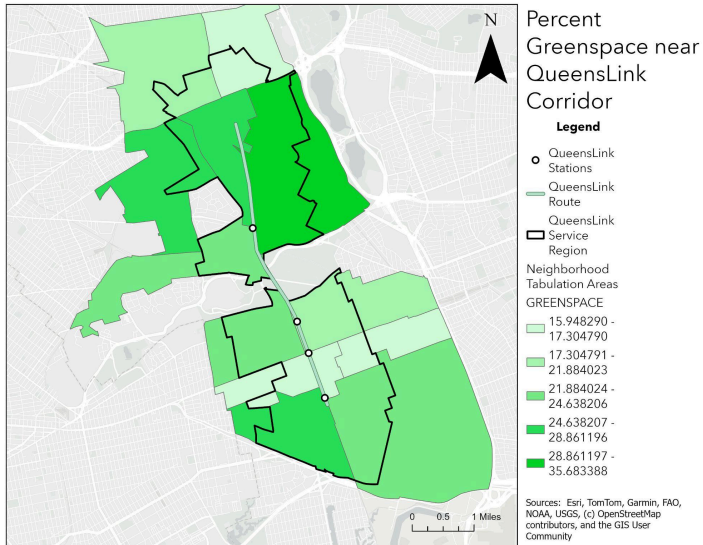 Percent
Greenspace near
QueensLink
Corridor
Legend
QueensLink
Stations
QueensLink
Route
QueensLink
Service
Region
Neighborhood
Tabulation Areas
GREENSPACE
15.948290 -
17.304790
17.304791 -
21.884023
21.884024 -
24.638206
24.638207 -
28.861196
28.861197 -
35.683388
Sources: Esri, TomTom, Garmin, FAO,
NOAA, USGS, (c) OpenStreetMap
contributors, and the GIS User
Community
N
0 0.5 1 Miles